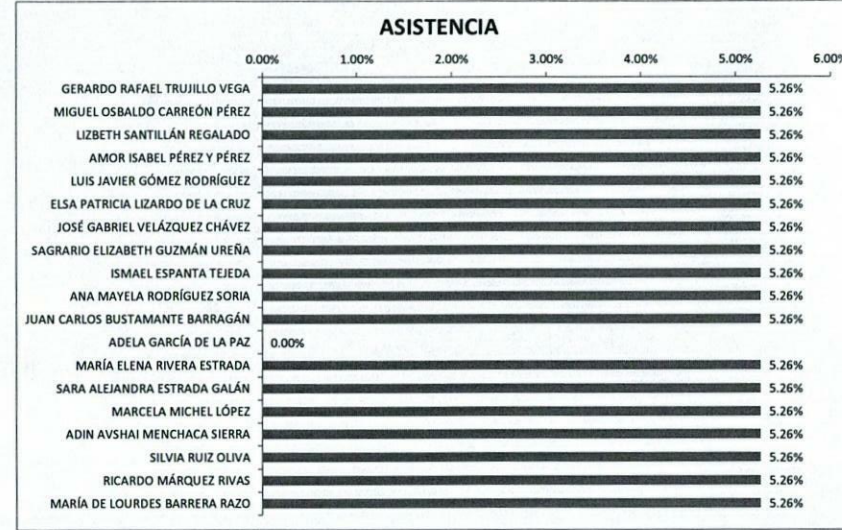 ASISTENCIA
0.00% 1.00% 2.00% 3.00% 4.00% 5.00% 6.00%
GERARDO RAFAEL TRUJILLO VEGA 5.26%
MIGUEL OSBALDO CARREÓN PÉREZ 5.26%
LIZBETH SANTILLÁN REGALADO 5.26%
AMOR ISABEL PÉREZ Y PÉREZ 5.26%
LUIS JAVIER GÓMEZ RODRÍGUEZ 5.26%
ELSA PATRICIA LIZARDO DE LA CRUZ 5.26%
JOSÉ GABRIEL VELÁZQUEZ CHÁVEZ 5.26%
SAGRARIO ELIZABETH GUZMÁN UREÑA 5.26%
ISMAEL ESPANTA TEJEDA 5.26%
ANA MAYELA RODRÍGUEZ SORIA 5.26%
JUAN CARLOS BUSTAMANTE BARRAGÁN 5.26%
ADELA GARCÍA DE LA PAZ 0.00%
MARÍA ELENA RIVERA ESTRADA 5.26%
SARA ALEJANDRA ESTRADA GALÁN 5.26%
MARCELA MICHEL LÓPEZ 5.26%
ADIN AVSHAI MENCHACA SIERRA 5.26%
SILVIA RUIZ OLIVA 5.26%
RICARDO MÁRQUEZ RIVAS 5.26%
MARÍA DE LOURDES BARRERA RAZO 5.26%